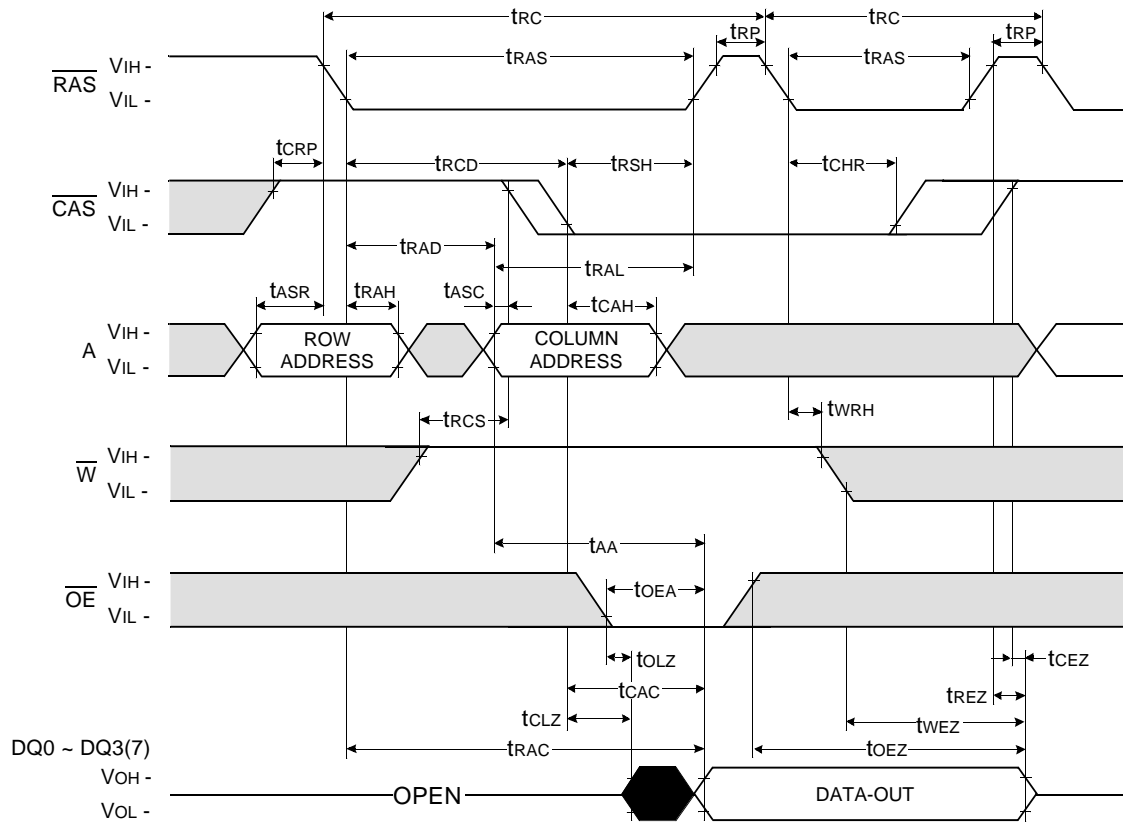 tRC tRC
tRP tRP
tRAS tRAS
RAS
VIH -
VIL -
tCRP tRCD tRSH tCHR
CAS
VIH -
VIL -
tRAD
tRAL
tASR tRAH tASC tCAH
A
VIH -
VIL -
ROW
ADDRESS
COLUMN
ADDRESS
tRCS tWRH
W
VIH -
VIL -
tAA
OE
VIH -
VIL -
tOEA
tOLZ tCEZ
tCAC tREZ
tCLZ tWEZ
DQ0 ~ DQ3(7)
tRAC tOEZ
VOH -
VOL -
OPEN DATA-OUT